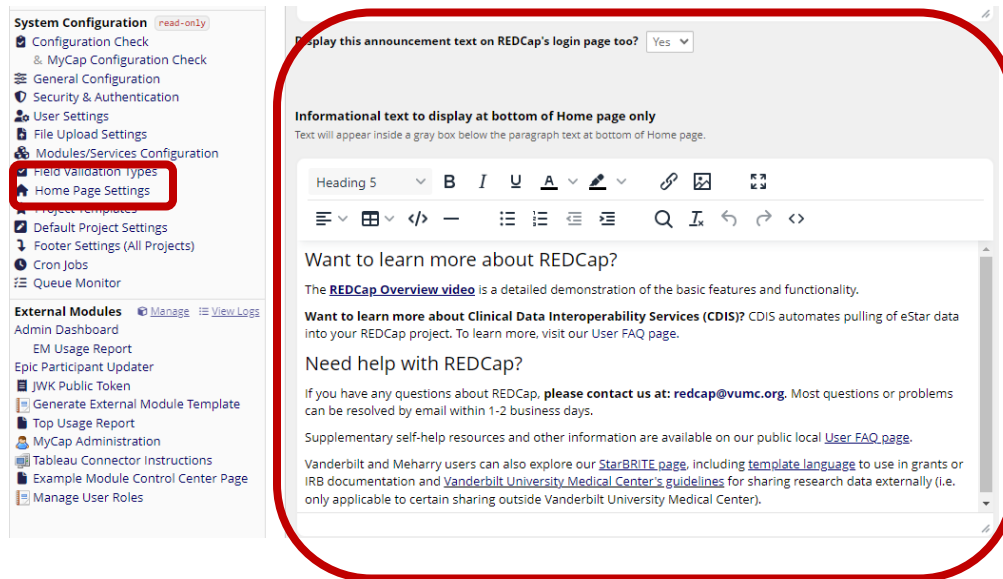 System Configuration read-only
Configuration Check
& MyCap Configuration Check
General Configuration
Security & Authentication
User Settings
File Upload Settings
Modules/Services Configuration
Field Validation Types
Home Page Settings
Project Templates
Default Project Settings
Footer Settings (All Projects)
Cron Jobs
Queue Monitor
External Modules Manage View Logs
Admin Dashboard
EM Usage Report
Epic Participant Updater
JWK Public Token
Generate External Module Template
Top Usage Report
MyCap Administration
Tableau Connector Instructions
Example Module Control Center Page
Manage User Roles
Display this announcement text on REDCap's login page too? Yes
Informational text to display at bottom of Home page only
Text will appear inside a gray box below the paragraph text at bottom of Home page.
Heading 5 B I U A
Want to learn more about REDCap?
The REDCap Overview video is a detailed demonstration of the basic features and functionality.
Want to learn more about Clinical Data Interoperability Services (CDIS)? CDIS automates pulling of eStar data
into your REDCap project. To learn more, visit our User FAQ page.
Need help with REDCap?
If you have any questions about REDCap, please contact us at: redcap@vumc.org. Most questions or problems
can be resolved by email within 1-2 business days.
Supplementary self-help resources and other information are available on our public local User FAQ page.
Vanderbilt and Meharry users can also explore our StarBRITE page, including template language to use in grants or
IRB documentation and Vanderbilt University Medical Center's guidelines for sharing research data externally (i.e.
only applicable to certain sharing outside Vanderbilt University Medical Center).